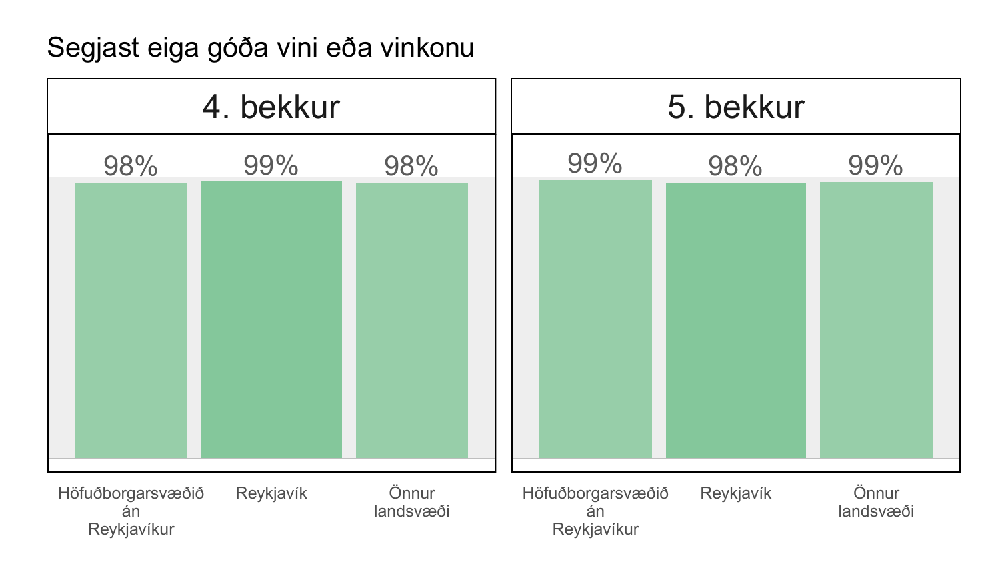 Segjast eiga góða vini eða vinkonu
4. bekkur
98%
99%
98%
Höfuðborgarsvæðið
án
Reykjavíkur
Reykjavík
Önnur
landsvæði
5. bekkur
99%
98%
99%
Höfuðborgarsvæðið
án
Reykjavíkur
Reykjavík
Önnur
landsvæði